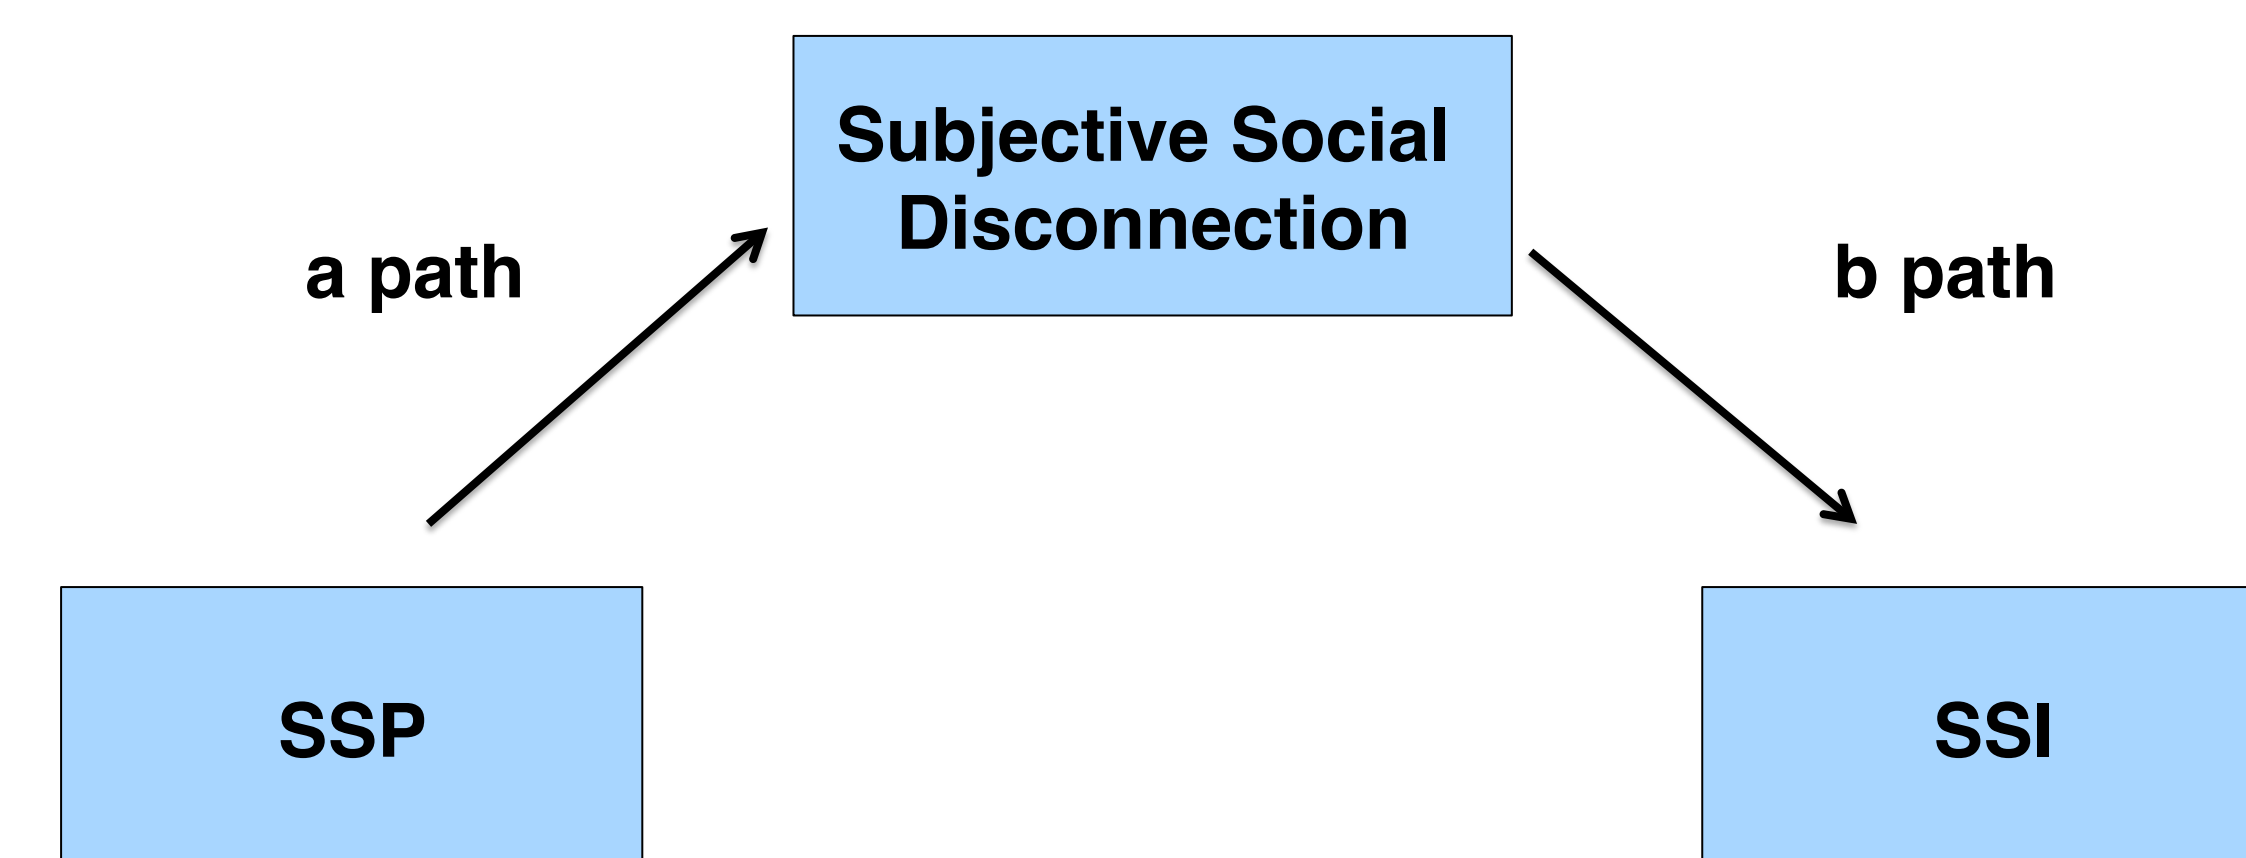 Subjective Social
Disconnection
a path
b path
SSP
SSI